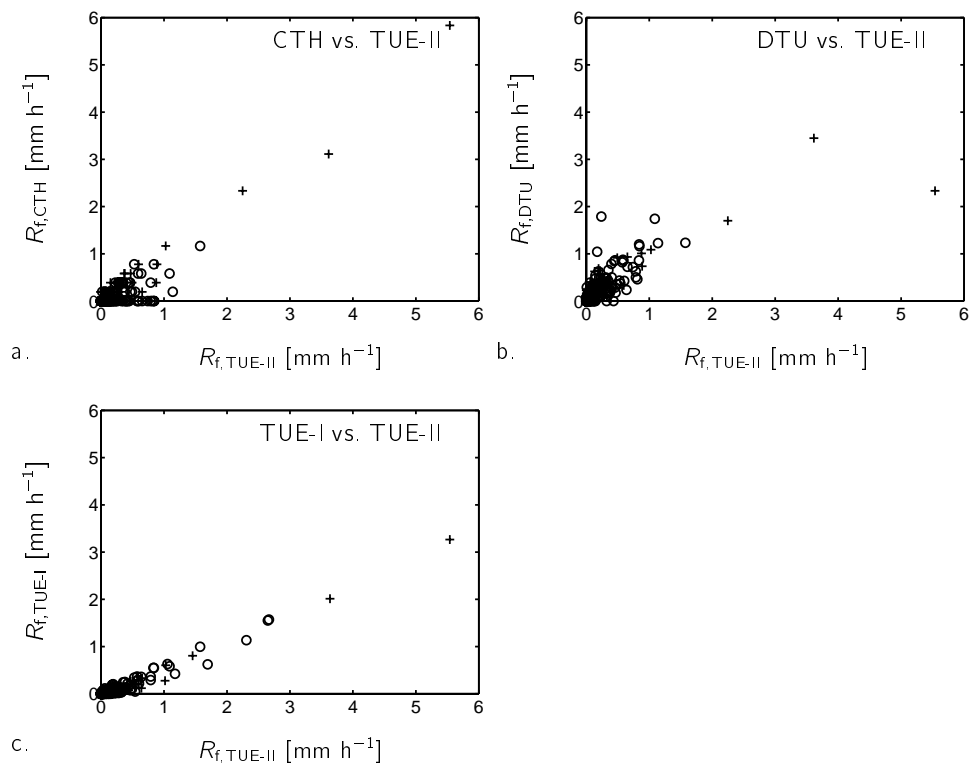 CTH vs. TUE-II
R_f,CTH [mm h⁻¹]
6
5
4
3
2
1
0
0 1 2 3 4 5 6
R_f,TUE-II [mm h⁻¹]
a.
DTU vs. TUE-II
R_f,DTU [mm h⁻¹]
6
5
4
3
2
1
0
0 1 2 3 4 5 6
R_f,TUE-II [mm h⁻¹]
b.
TUE-I vs. TUE-II
R_f,TUE-I [mm h⁻¹]
6
5
4
3
2
1
0
0 1 2 3 4 5 6
R_f,TUE-II [mm h⁻¹]
c.